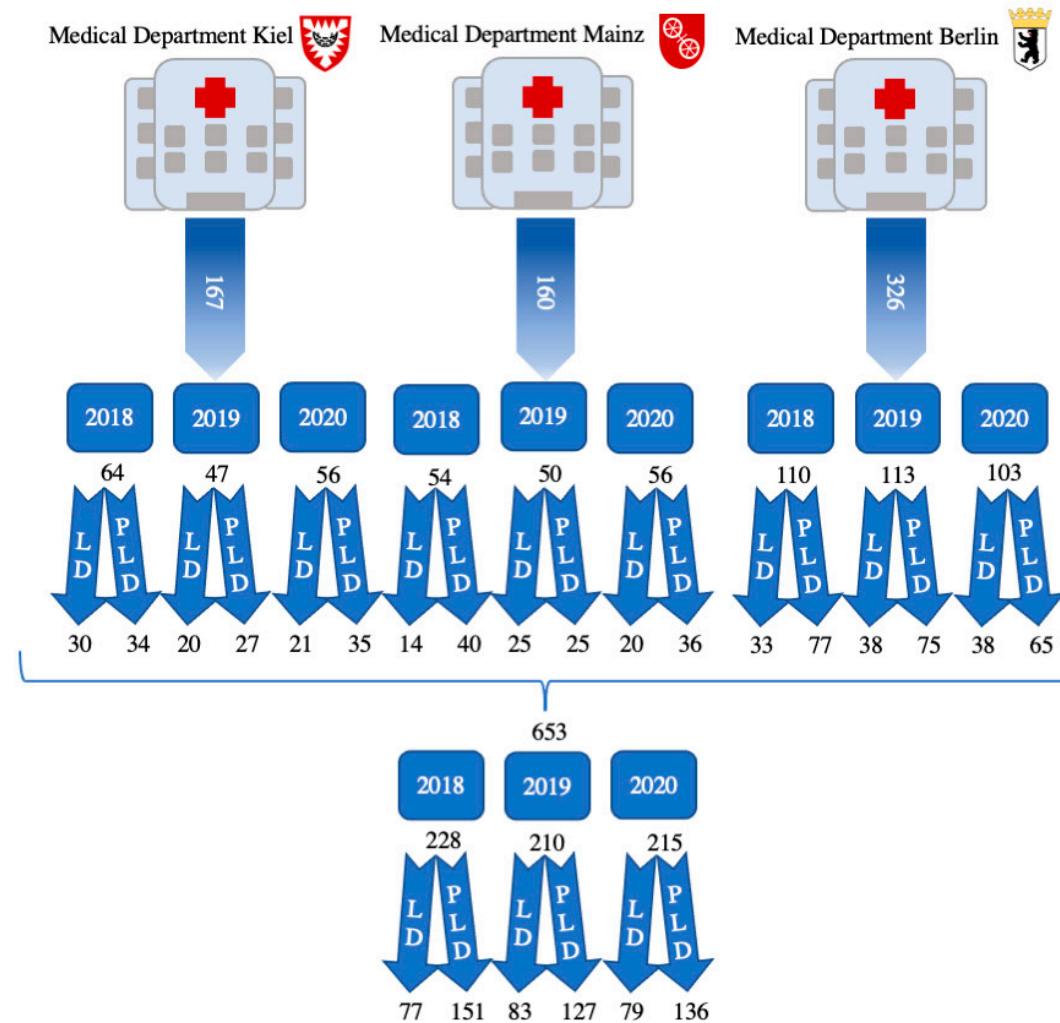 Medical Department Kiel
Medical Department Mainz
Medical Department Berlin
167
160
326
2018 2019 2020 2018 2019 2020 2018 2019 2020
64 47 56 54 50 56 110 113 103
LD PLD LD PLD LD PLD LD PLD LD PLD LD PLD LD PLD LD PLD LD PLD
30 34 20 27 21 35 14 40 25 25 20 36 33 77 38 75 38 65
653
2018 2019 2020
228 210 215
LD PLD LD PLD LD PLD
77 151 83 127 79 136